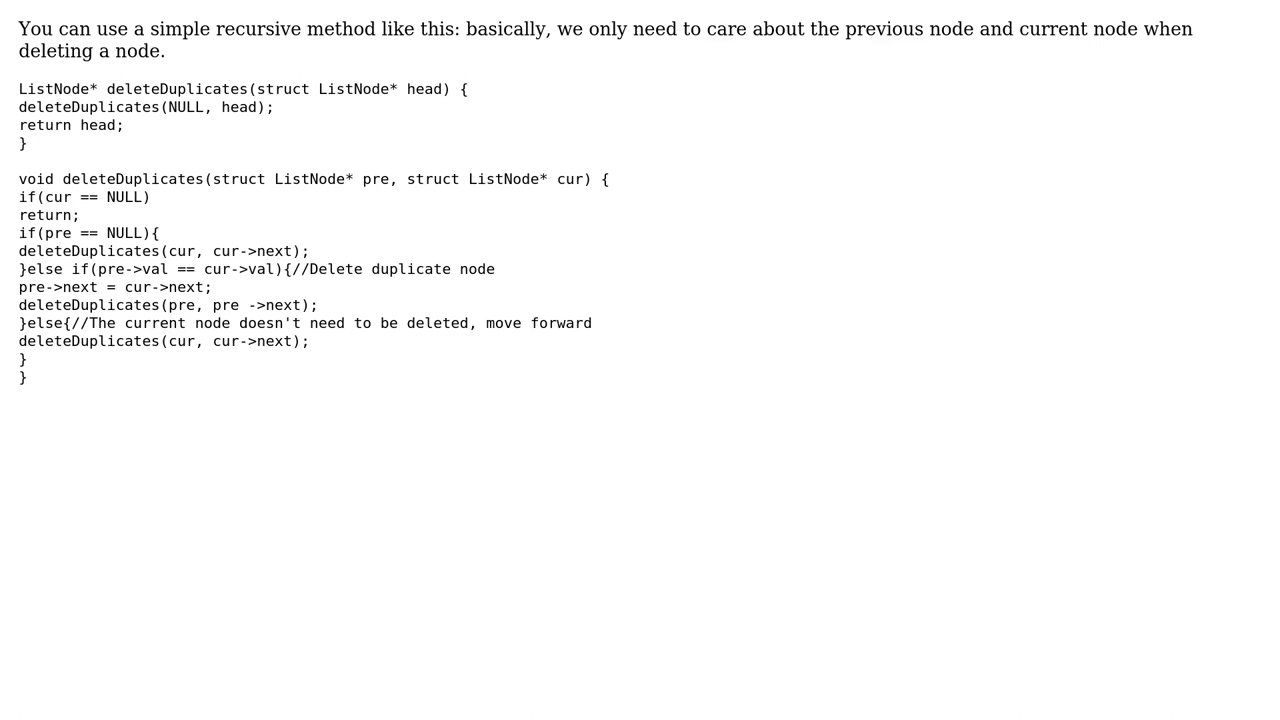 You can use a simple recursive method like this: basically, we only need to care about the previous node and current node when
deleting a node.
ListNode* deleteDuplicates(struct ListNode* head) {
deleteDuplicates(NULL, head);
return head;
}
void deleteDuplicates(struct ListNode* pre, struct ListNode* cur) {
if(cur == NULL)
return;
if(pre == NULL){
deleteDuplicates(cur, cur->next);
}else if(pre->val == cur->val){//Delete duplicate node
pre->next = cur->next;
deleteDuplicates(pre, pre ->next);
}else{//The current node doesn't need to be deleted, move forward
deleteDuplicates(cur, cur->next);
}
}